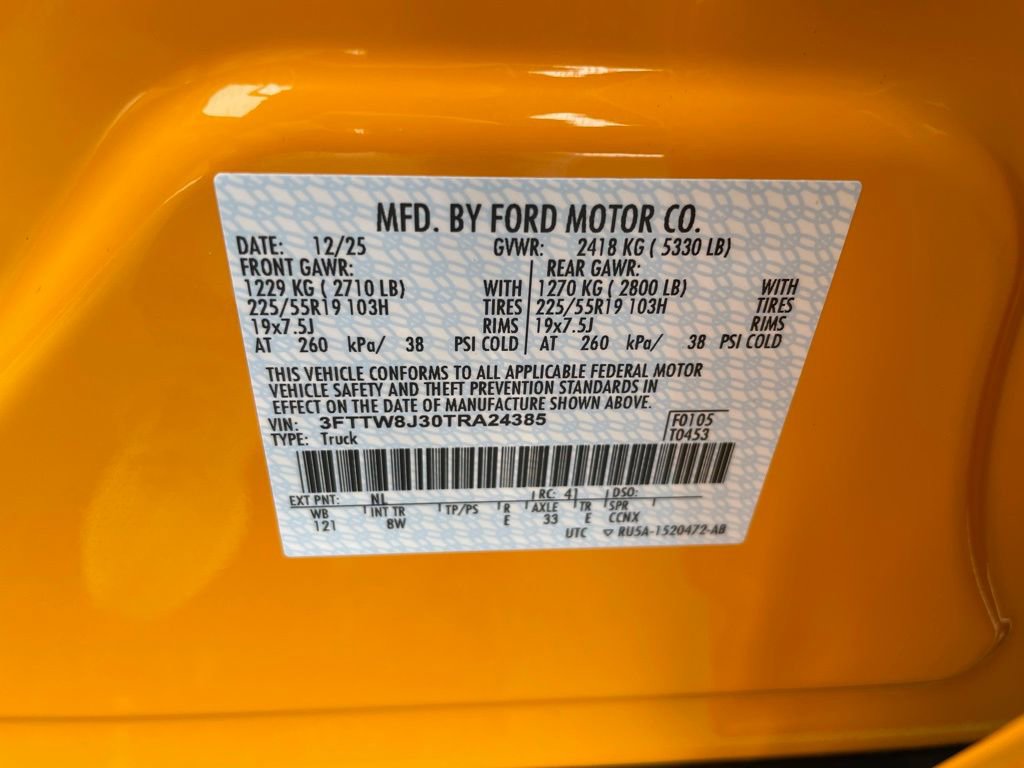 MFD. BY FORD MOTOR CO.
DATE: 12/25 GVWR: 2418 KG ( 5330 LB)
FRONT GAWR: REAR GAWR:
1229 KG ( 2710 LB) WITH 1270 KG ( 2800 LB) WITH
225/55R19 103H TIRES 225/55R19 103H TIRES
19x7.5J RIMS 19x7.5J RIMS
AT 260 kPa/ 38 PSI COLD AT 260 kPa/ 38 PSI COLD
THIS VEHICLE CONFORMS TO ALL APPLICABLE FEDERAL MOTOR
VEHICLE SAFETY AND THEFT PREVENTION STANDARDS IN
EFFECT ON THE DATE OF MANUFACTURE SHOWN ABOVE.
VIN: 3FTTW8J30TRA24385 F0105
TYPE: Truck T0453
EXT PNT: NL RC: 41 DSO:
WB INT TR TP/PS R AXLE TR SPR
121 8W E 33 E CCNX
UTC ▽ RU5A-1520472-AB